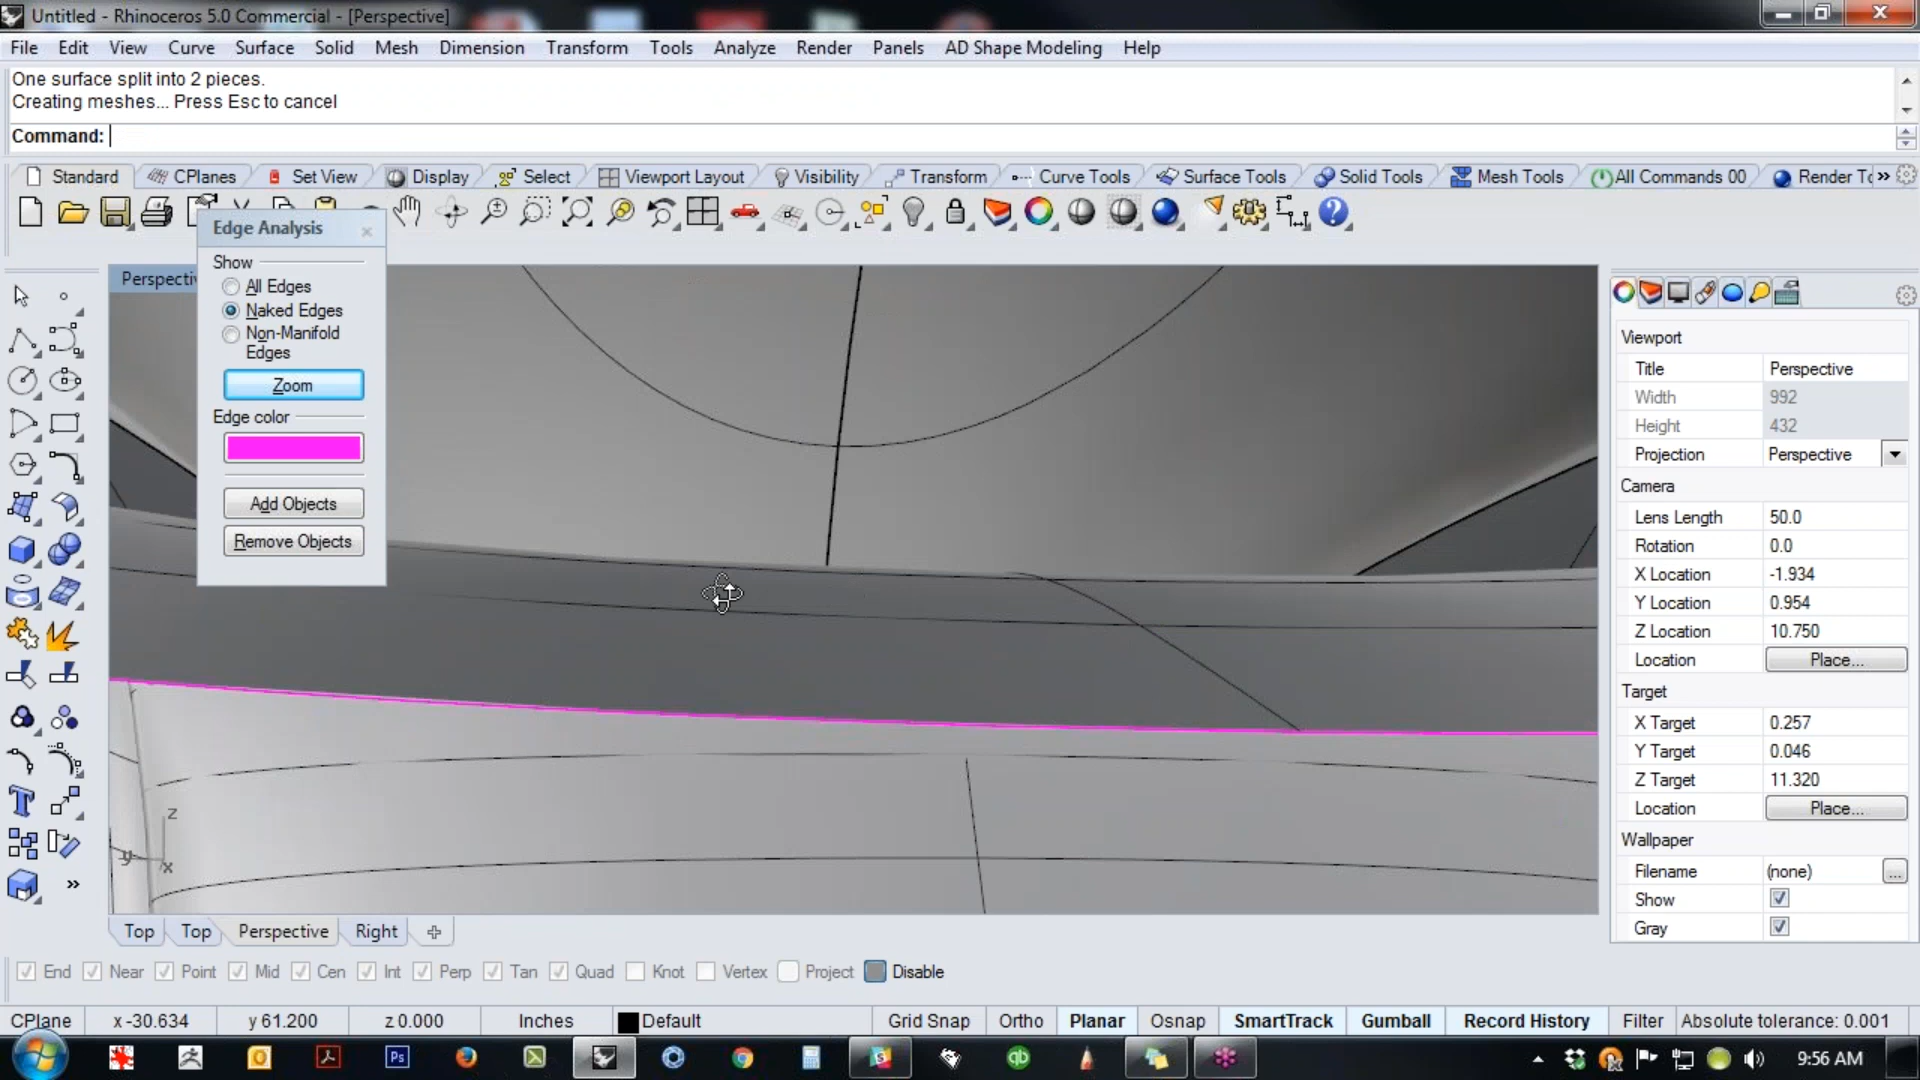 Untitled - Rhinoceros 5.0 Commercial - [Perspective]
File Edit View Curve Surface Solid Mesh Dimension Transform Tools Analyze Render Panels AD Shape Modeling Help
One surface split into 2 pieces.
Creating meshes... Press Esc to cancel
Command:
Standard CPlanes Set View Display Select Viewport Layout Visibility Transform Curve Tools Surface Tools Solid Tools Mesh Tools All Commands 00 Render To »
Edge Analysis
Show
All Edges
Naked Edges
Non-Manifold
Edges
Zoom
Edge color
Add Objects
Remove Objects
Perspectiv
z
y
x
Viewport
Title Perspective
Width 992
Height 432
Projection Perspective
Camera
Lens Length 50.0
Rotation 0.0
X Location -1.934
Y Location 0.954
Z Location 10.750
Location Place...
Target
X Target 0.257
Y Target 0.046
Z Target 11.320
Location Place...
Wallpaper
Filename (none) ...
Show
Gray
Top Top Perspective Right
End Near Point Mid Cen Int Perp Tan Quad Knot Vertex Project Disable
CPlane x -30.634 y 61.200 z 0.000 Inches Default Grid Snap Ortho Planar Osnap SmartTrack Gumball Record History Filter Absolute tolerance: 0.001
Ps
qb
9:56 AM